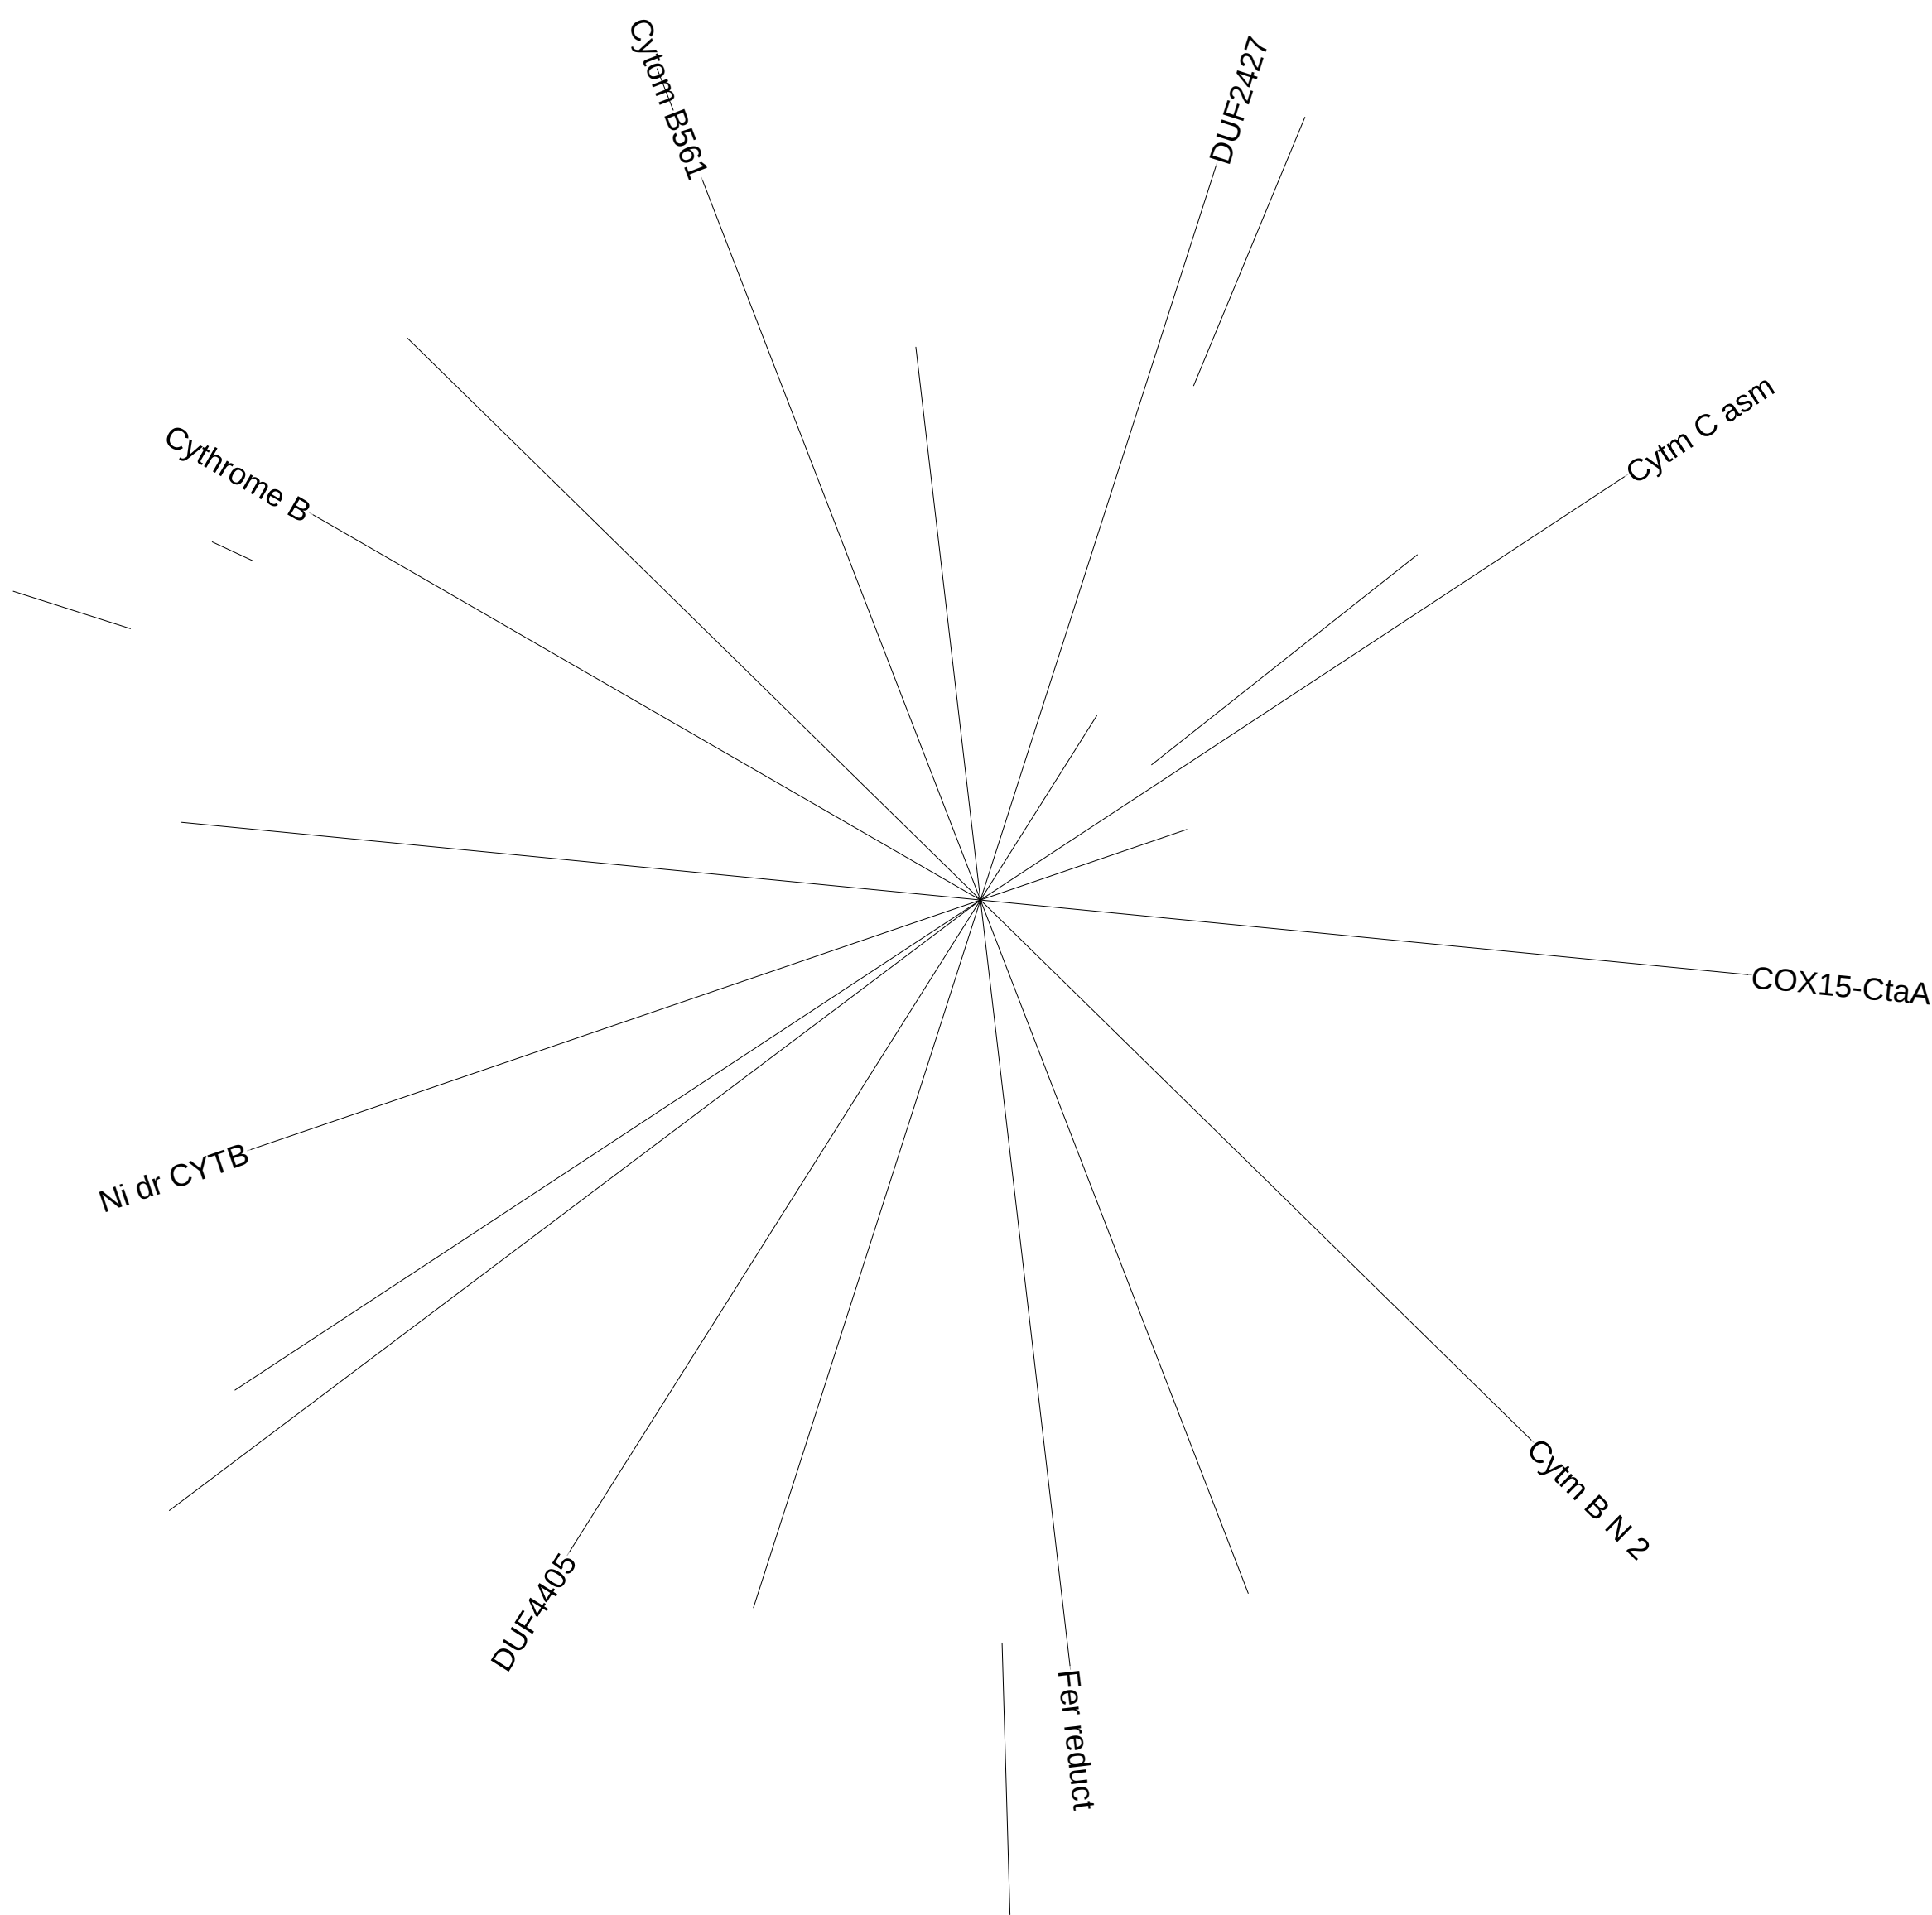 Cytom B561
DUF2427
Cytm C asm
Cythrome B
COX15-CtaA
Ni dr CYTB
Cytm B N 2
DUF4405
Fer reduct